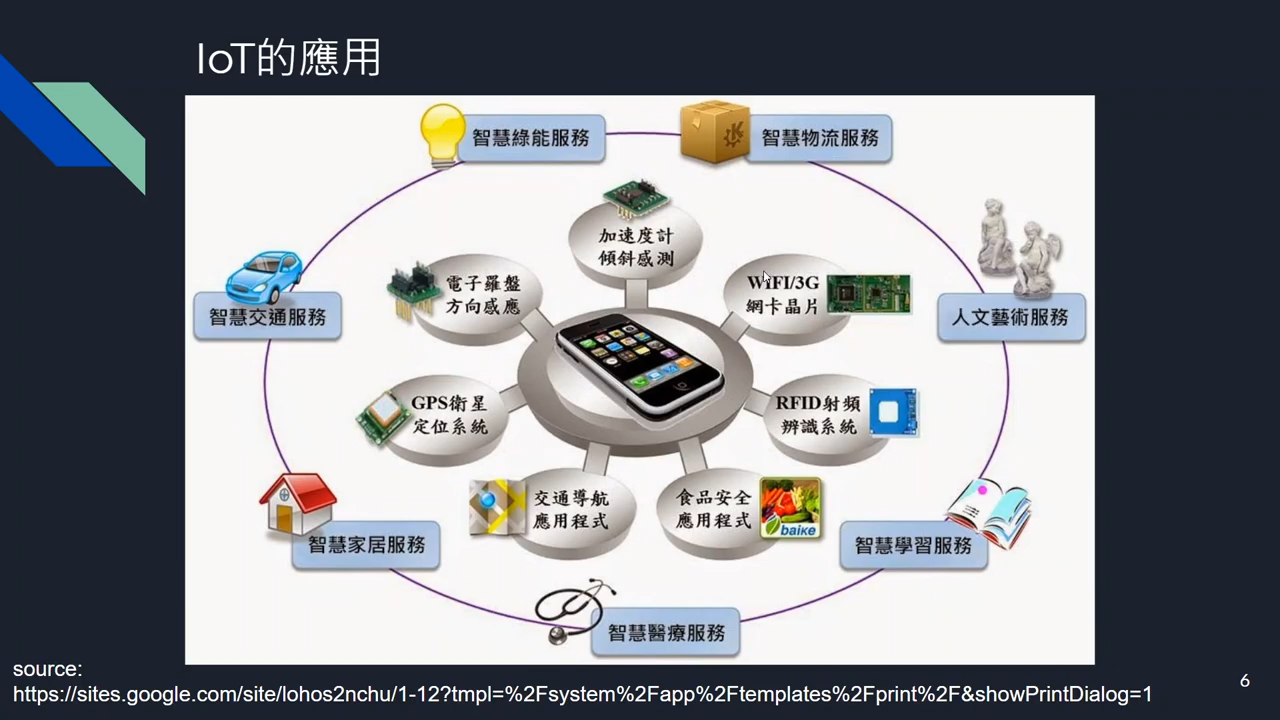 IoT的應用
智慧綠能服務
智慧物流服務
加速度計
傾斜感測
電子羅盤
方向感應
WiFI/3G
網卡晶片
智慧交通服務
人文藝術服務
GPS衛星
定位系統
RFID射頻
辨識系統
交通導航
應用程式
食品安全
應用程式
baike
智慧家居服務
智慧學習服務
智慧醫療服務
source:
https://sites.google.com/site/lohos2nchu/1-12?tmpl=%2Fsystem%2Fapp%2Ftemplates%2Fprint%2F&showPrintDialog=1
6